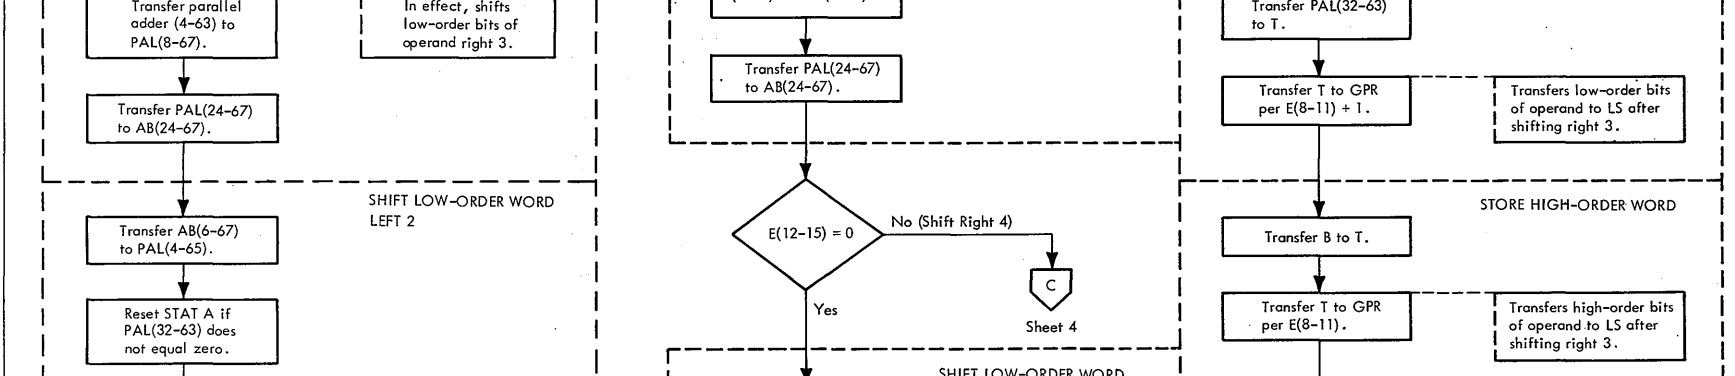 Transfer parallel
adder (4-63) to
PAL(8-67).
In effect, shifts
low-order bits of
operand right 3.
Transfer PAL(24-67)
to AB(24-67).
SHIFT LOW-ORDER WORD
LEFT 2
Transfer AB(6-67)
to PAL(4-65).
Reset STAT A if
PAL(32-63) does
not equal zero.
Transfer PAL(24-67)
to AB(24-67).
E(12-15) = 0
No (Shift Right 4)
C
Sheet 4
Yes
SHIFT LOW-ORDER WORD
Transfer PAL(32-63)
to T.
Transfer T to GPR
per E(8-11) + 1.
Transfers low-order bits
of operand to LS after
shifting right 3.
STORE HIGH-ORDER WORD
Transfer B to T.
Transfer T to GPR
per E(8-11).
Transfers high-order bits
of operand to LS after
shifting right 3.